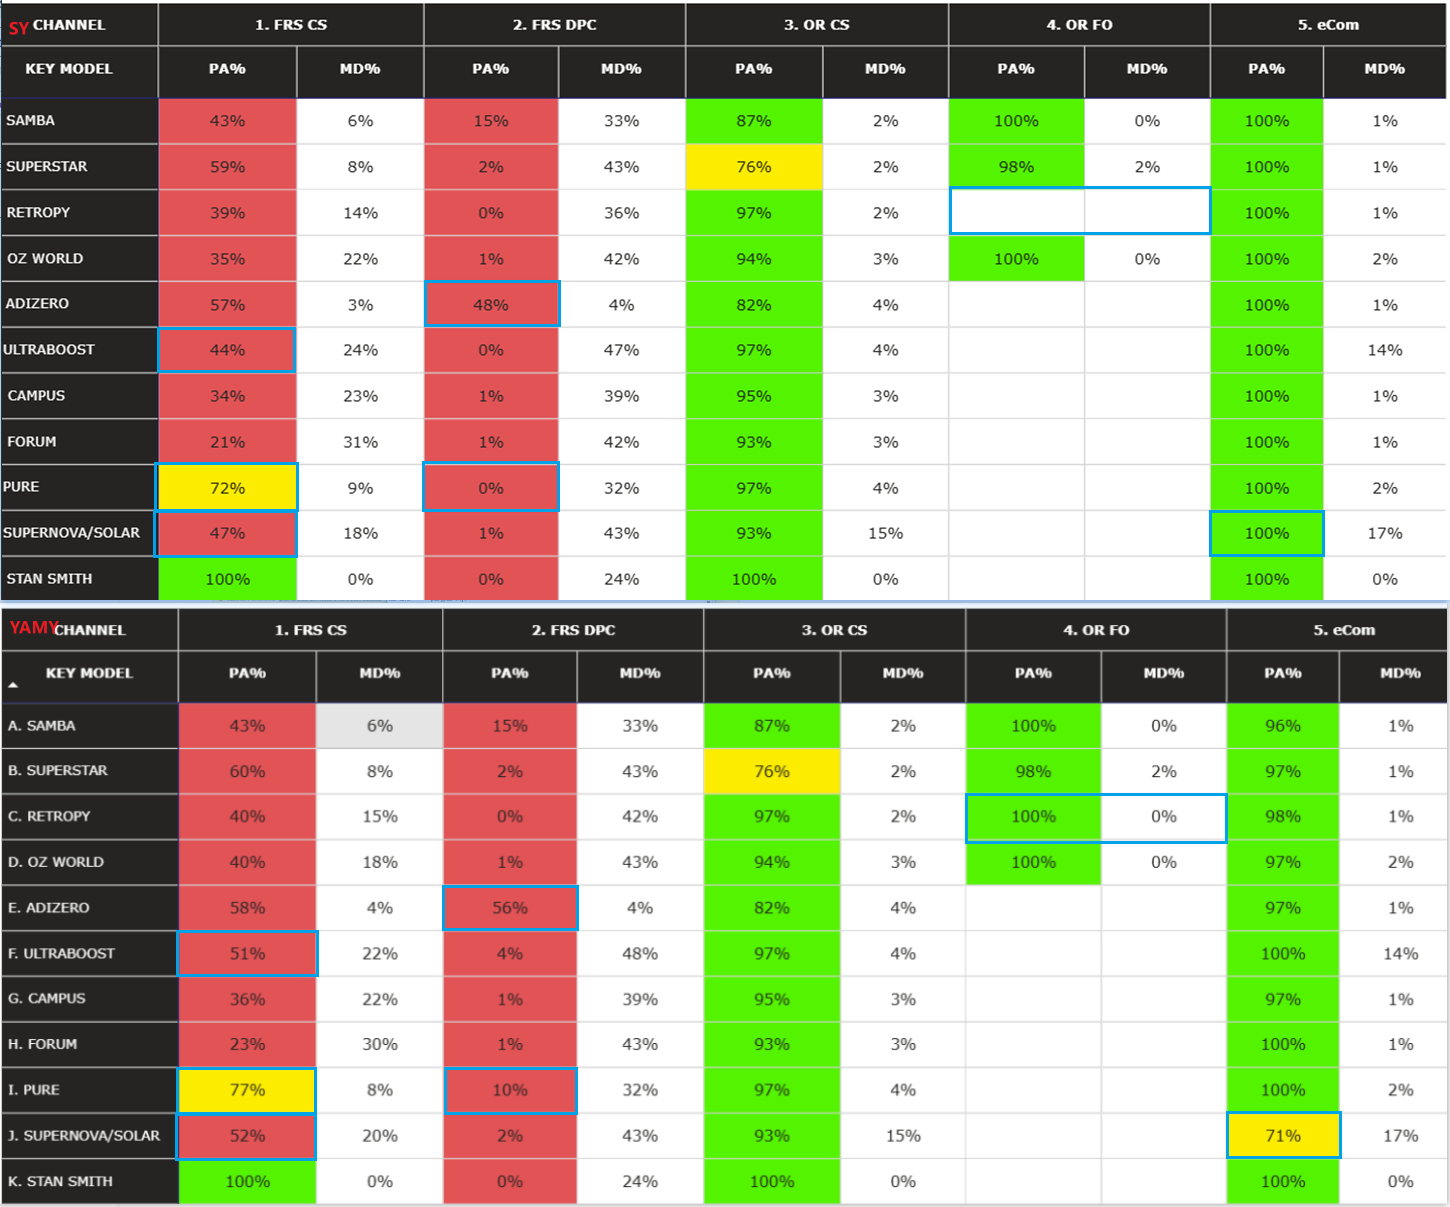 SY CHANNEL 1. FRS CS 2. FRS DPC 3. OR CS 4. OR FO 5. eCom
KEY MODEL PA% MD% PA% MD% PA% MD% PA% MD% PA% MD%
SAMBA 43% 6% 15% 33% 87% 2% 100% 0% 100% 1%
SUPERSTAR 59% 8% 2% 43% 76% 2% 98% 2% 100% 1%
RETROPY 39% 14% 0% 36% 97% 2% 100% 1%
OZ WORLD 35% 22% 1% 42% 94% 3% 100% 0% 100% 2%
ADIZERO 57% 3% 48% 4% 82% 4% 100% 1%
ULTRABOOST 44% 24% 0% 47% 97% 4% 100% 14%
CAMPUS 34% 23% 1% 39% 95% 3% 100% 1%
FORUM 21% 31% 1% 42% 93% 3% 100% 1%
PURE 72% 9% 0% 32% 97% 4% 100% 2%
SUPERNOVA/SOLAR 47% 18% 1% 43% 93% 15% 100% 17%
STAN SMITH 100% 0% 0% 24% 100% 0% 100% 0%
YAMY CHANNEL 1. FRS CS 2. FRS DPC 3. OR CS 4. OR FO 5. eCom
KEY MODEL PA% MD% PA% MD% PA% MD% PA% MD% PA% MD%
A. SAMBA 43% 6% 15% 33% 87% 2% 100% 0% 96% 1%
B. SUPERSTAR 60% 8% 2% 43% 76% 2% 98% 2% 97% 1%
C. RETROPY 40% 15% 0% 42% 97% 2% 100% 0% 98% 1%
D. OZ WORLD 40% 18% 1% 43% 94% 3% 100% 0% 97% 2%
E. ADIZERO 58% 4% 56% 4% 82% 4% 97% 1%
F. ULTRABOOST 51% 22% 4% 48% 97% 4% 100% 14%
G. CAMPUS 36% 22% 1% 39% 95% 3% 97% 1%
H. FORUM 23% 30% 1% 43% 93% 3% 100% 1%
I. PURE 77% 8% 10% 32% 97% 4% 100% 2%
J. SUPERNOVA/SOLAR 52% 20% 2% 43% 93% 15% 71% 17%
K. STAN SMITH 100% 0% 0% 24% 100% 0% 100% 0%